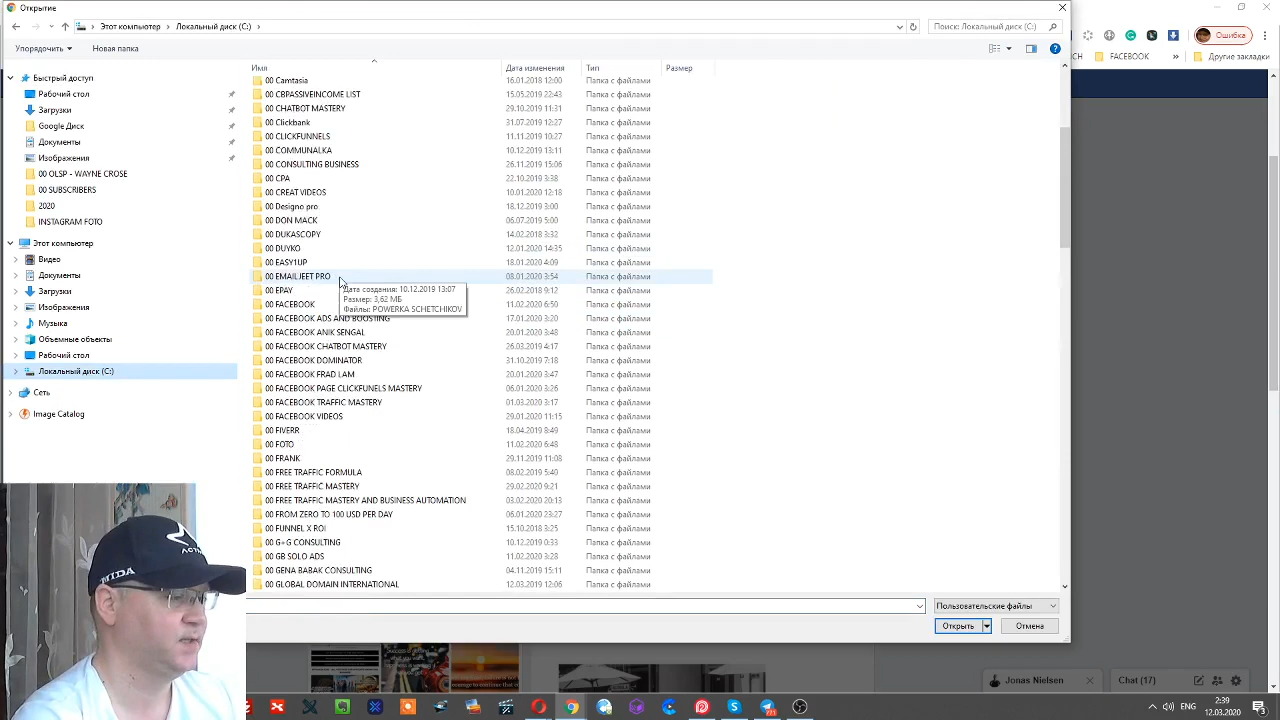 Открытие
Этот компьютер › Локальный диск (C:) ›
Поиск: Локальный диск (C:)
Ошибка
Упорядочить
Новая папка
CH
FACEBOOK
»
Другие закладки
Имя
Дата изменения
Тип
Размер
Быстрый доступ
Рабочий стол
Загрузки
Google Диск
Документы
Изображения
00 OLSP - WAYNE CROSE
00 SUBSCRIBERS
2020
INSTAGRAM FOTO
Этот компьютер
Видео
Документы
Загрузки
Изображения
Музыка
Объемные объекты
Рабочий стол
Локальный диск (C:)
Сеть
Image Catalog
00 Camtasia 16.01.2018 12:00 Папка с файлами
00 CBPASSIVEINCOME LIST 15.05.2019 22:43 Папка с файлами
00 CHATBOT MASTERY 29.10.2019 11:31 Папка с файлами
00 Clickbank 31.07.2019 12:27 Папка с файлами
00 CLICKFUNNELS 11.11.2019 10:27 Папка с файлами
00 COMMUNALKA 10.12.2019 13:11 Папка с файлами
00 CONSULTING BUSINESS 26.11.2019 15:06 Папка с файлами
00 CPA 22.10.2019 3:38 Папка с файлами
00 CREAT VIDEOS 10.01.2020 12:18 Папка с файлами
00 Designo pro 18.12.2019 3:00 Папка с файлами
00 DON MACK 06.07.2019 5:00 Папка с файлами
00 DUKASCOPY 14.02.2018 3:32 Папка с файлами
00 DUYKO 12.01.2020 14:35 Папка с файлами
00 EASY1UP 18.01.2020 4:09 Папка с файлами
00 EMAILJEET PRO 08.01.2020 3:54 Папка с файлами
00 EPAY 26.02.2018 9:12 Папка с файлами
Дата создания: 10.12.2019 13:07
Размер: 3,62 МБ
Файлы: POWERKA SCHETCHIKOV
00 FACEBOOK 11.02.2020 6:50 Папка с файлами
00 FACEBOOK ADS AND BOOSTING 17.01.2020 3:20 Папка с файлами
00 FACEBOOK ANIK SENGAL 20.01.2020 3:48 Папка с файлами
00 FACEBOOK CHATBOT MASTERY 26.03.2019 4:17 Папка с файлами
00 FACEBOOK DOMINATOR 31.10.2019 7:18 Папка с файлами
00 FACEBOOK FRAD LAM 20.01.2020 3:47 Папка с файлами
00 FACEBOOK PAGE CLICKFUNELS MASTERY 06.01.2020 3:26 Папка с файлами
00 FACEBOOK TRAFFIC MASTERY 01.03.2020 3:17 Папка с файлами
00 FACEBOOK VIDEOS 29.01.2020 11:15 Папка с файлами
00 FIVERR 18.04.2019 8:49 Папка с файлами
00 FOTO 11.02.2020 6:48 Папка с файлами
00 FRANK 29.11.2019 11:08 Папка с файлами
00 FREE TRAFFIC FORMULA 08.02.2019 5:40 Папка с файлами
00 FREE TRAFFIC MASTERY 29.02.2020 9:21 Папка с файлами
00 FREE TRAFFIC MASTERY AND BUSINESS AUTOMATION 03.02.2020 20:13 Папка с файлами
00 FROM ZERO TO 100 USD PER DAY 06.01.2020 23:27 Папка с файлами
00 FUNNEL X ROI 15.10.2018 3:25 Папка с файлами
00 G+G CONSULTING 10.12.2019 0:33 Папка с файлами
00 GB SOLO ADS 11.02.2020 3:28 Папка с файлами
00 GENA BABAK CONSULTING 04.11.2019 15:11 Папка с файлами
00 GLOBAL DOMAIN INTERNATIONAL 12.03.2020 12:06 Папка с файлами
Пользовательские файлы
Открыть
Отмена
Jonas Nielsen
Chat (17)
ENG
2:39
12.03.2020